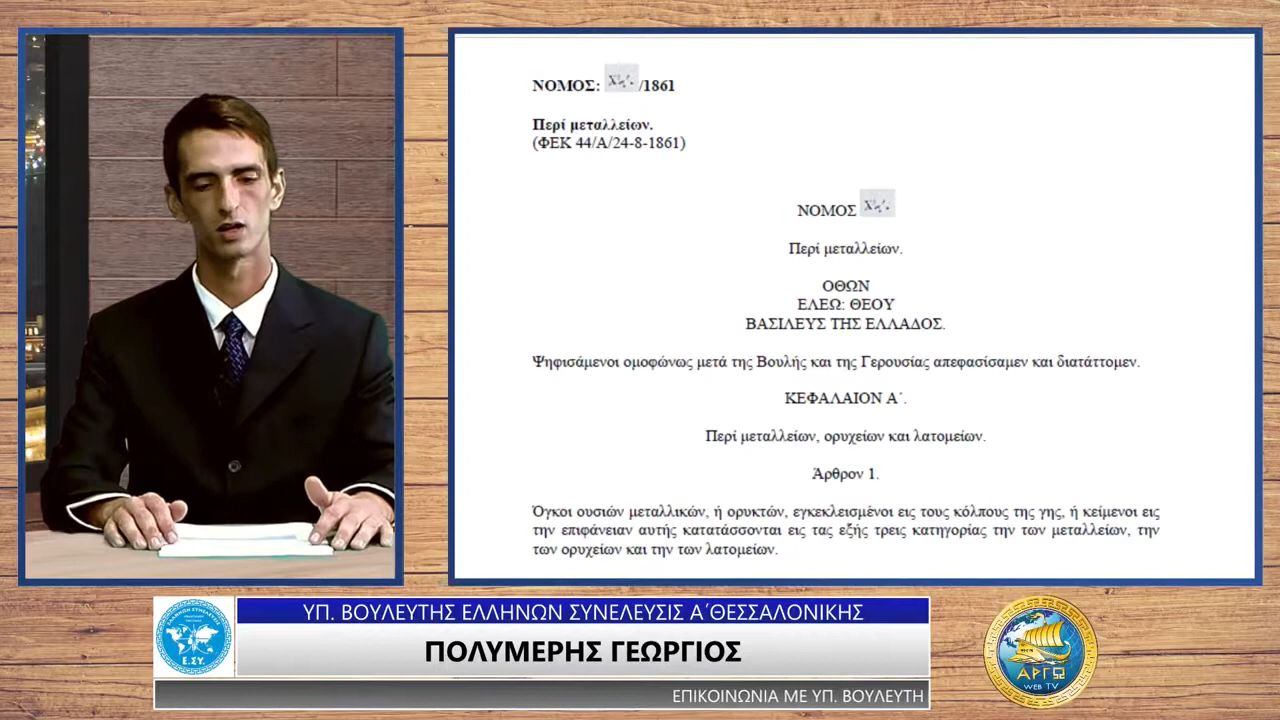 ΝΟΜΟΣ: /1861
Περί μεταλλείων.
(ΦΕΚ 44/Α/24-8-1861)
ΝΟΜΟΣ
Περί μεταλλείων.
ΟΘΩΝ
ΕΛΕΩ: ΘΕΟΥ
ΒΑΣΙΛΕΥΣ ΤΗΣ ΕΛΛΑΔΟΣ.
Ψηφισάμενοι ομοφώνως μετά της Βουλής και της Γερουσίας απεφασίσαμεν και διατάττομεν.
ΚΕΦΑΛΑΙΟΝ Α΄.
Περί μεταλλείων, ορυχείων και λατομείων.
Άρθρον 1.
Όγκοι ουσιών μεταλλικών, ή ορυκτών, εγκεκλεισμένοι εις τους κόλπους της γης, ή κείμενοι εις
την επιφάνειαν αυτής κατατάσσονται εις τας εξής τρεις κατηγορίας την των μεταλλείων, την
των ορυχείων και την των λατομείων.
ΥΠ. ΒΟΥΛΕΥΤΗΣ ΕΛΛΗΝΩΝ ΣΥΝΕΛΕΥΣΙΣ Α΄ΘΕΣΣΑΛΟΝΙΚΗΣ
ΠΟΛΥΜΕΡΗΣ ΓΕΩΡΓΙΟΣ
ΕΠΙΚΟΙΝΩΝΙΑ ΜΕ ΥΠ. ΒΟΥΛΕΥΤΗ
ΕΛΛΗΝΩΝ ΣΥΝΕΛΕΥΣΙΣ
Ε.ΣΥ.
ΑΡΓΩ
WEB TV